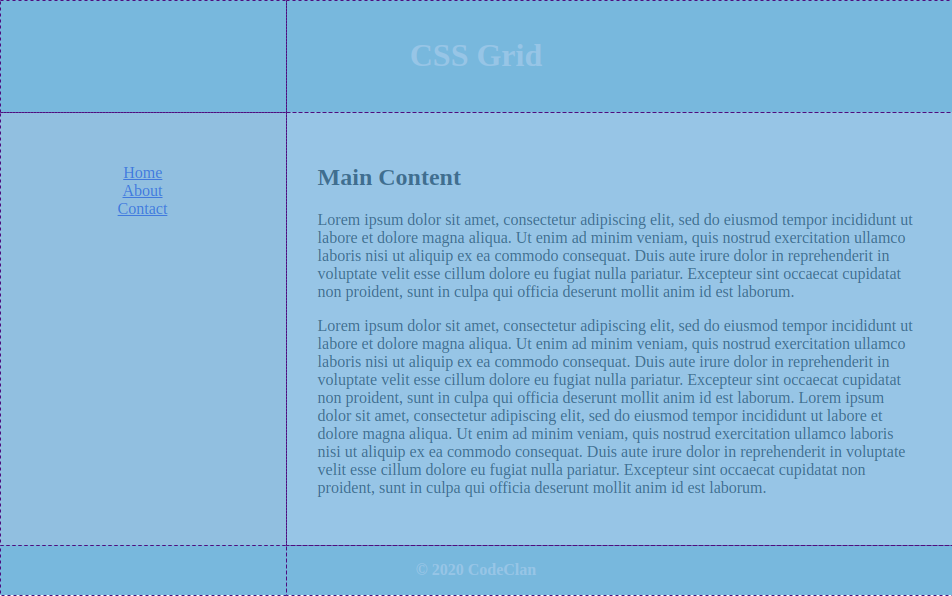 CSS Grid
Home
About
Contact
Main Content
Lorem ipsum dolor sit amet, consectetur adipiscing elit, sed do eiusmod tempor incididunt ut
labore et dolore magna aliqua. Ut enim ad minim veniam, quis nostrud exercitation ullamco
laboris nisi ut aliquip ex ea commodo consequat. Duis aute irure dolor in reprehenderit in
voluptate velit esse cillum dolore eu fugiat nulla pariatur. Excepteur sint occaecat cupidatat
non proident, sunt in culpa qui officia deserunt mollit anim id est laborum.
Lorem ipsum dolor sit amet, consectetur adipiscing elit, sed do eiusmod tempor incididunt ut
labore et dolore magna aliqua. Ut enim ad minim veniam, quis nostrud exercitation ullamco
laboris nisi ut aliquip ex ea commodo consequat. Duis aute irure dolor in reprehenderit in
voluptate velit esse cillum dolore eu fugiat nulla pariatur. Excepteur sint occaecat cupidatat
non proident, sunt in culpa qui officia deserunt mollit anim id est laborum. Lorem ipsum
dolor sit amet, consectetur adipiscing elit, sed do eiusmod tempor incididunt ut labore et
dolore magna aliqua. Ut enim ad minim veniam, quis nostrud exercitation ullamco laboris
nisi ut aliquip ex ea commodo consequat. Duis aute irure dolor in reprehenderit in voluptate
velit esse cillum dolore eu fugiat nulla pariatur. Excepteur sint occaecat cupidatat non
proident, sunt in culpa qui officia deserunt mollit anim id est laborum.
© 2020 CodeClan